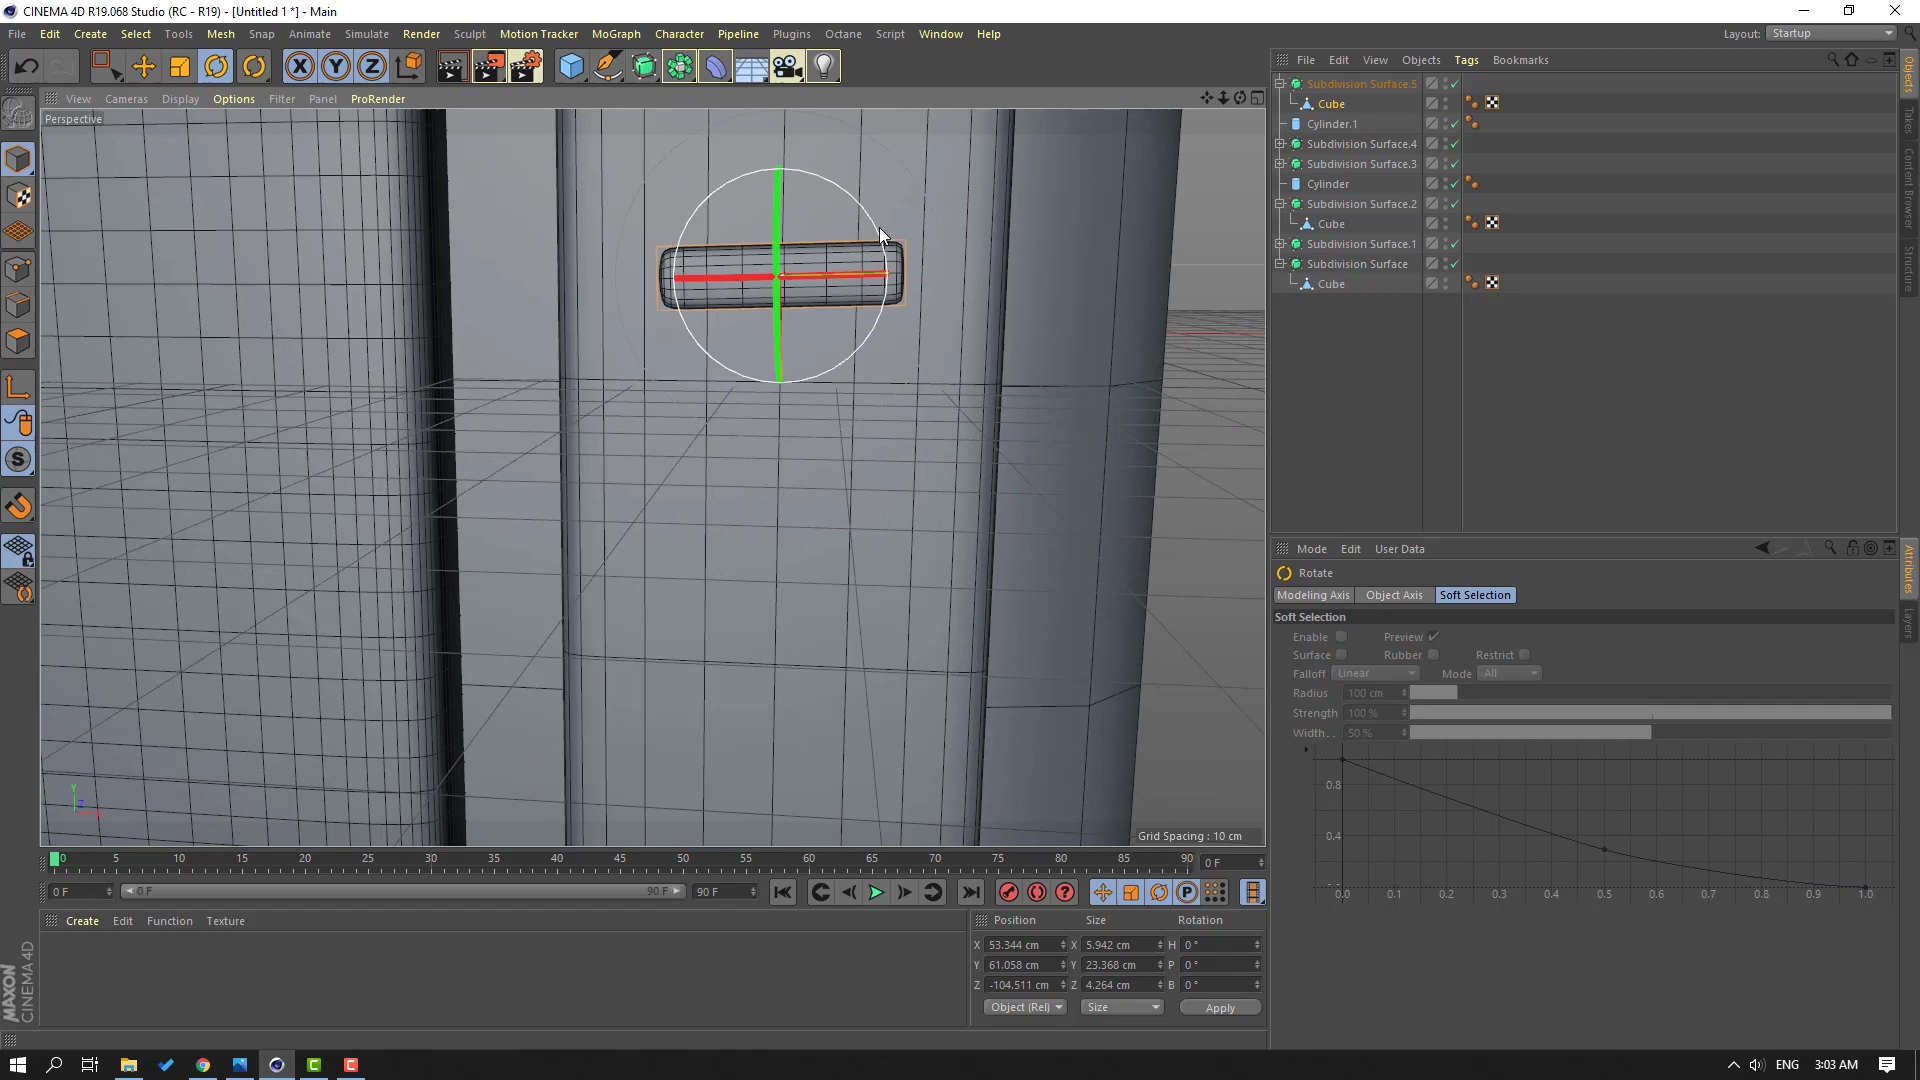 CINEMA 4D R19.068 Studio (RC - R19) - [Untitled 1 *] - Main
File Edit Create Select Tools Mesh Snap Animate Simulate Render Sculpt Motion Tracker MoGraph Character Pipeline Plugins Octane Script Window Help
Layout: Startup
X Y Z
File Edit View Objects Tags Bookmarks
View Cameras Display Options Filter Panel ProRender
Perspective
Subdivision Surface.5
Cube
Cylinder.1
Subdivision Surface.4
Subdivision Surface.3
Cylinder
Subdivision Surface.2
Cube
Subdivision Surface.1
Subdivision Surface
Cube
Objects
Takes
Content Browser
Structure
S
Mode Edit User Data
Rotate
Modeling Axis Object Axis Soft Selection
Soft Selection
Enable Preview
Surface Rubber Restrict
Falloff Linear Mode All
Radius 100 cm
Strength 100 %
Width . . 50 %
0.8
0.4
0.0 0.1 0.2 0.3 0.4 0.5 0.6 0.7 0.8 0.9 1.0
Attributes
Layers
Y
Z
Grid Spacing : 10 cm
0 5 10 15 20 25 30 35 40 45 50 55 60 65 70 75 80 85 90
0 F
0 F 0 F 90 F 90 F
P
Create Edit Function Texture
Position Size Rotation
X 53.344 cm X 5.942 cm H 0 °
Y 61.058 cm Y 23.368 cm P 0 °
Z -104.511 cm Z 4.264 cm B 0 °
Object (Rel) Size Apply
MAXON
CINEMA 4D
ENG 3:03 AM